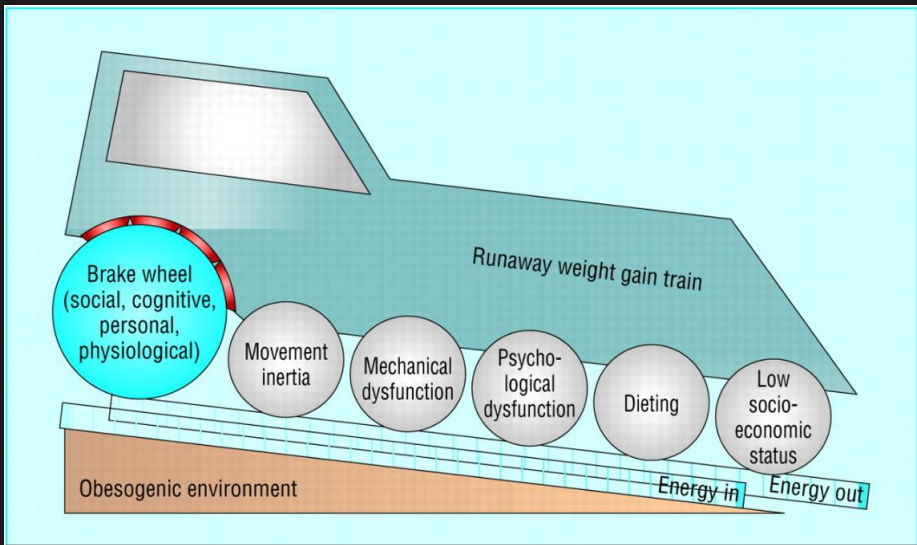 Runaway weight gain train
Brake wheel
(social, cognitive,
personal,
physiological)
Movement
inertia
Mechanical
dysfunction
Psycho-
logical
dysfunction
Dieting
Low
socio-
economic
status
Energy in
Energy out
Obesogenic environment